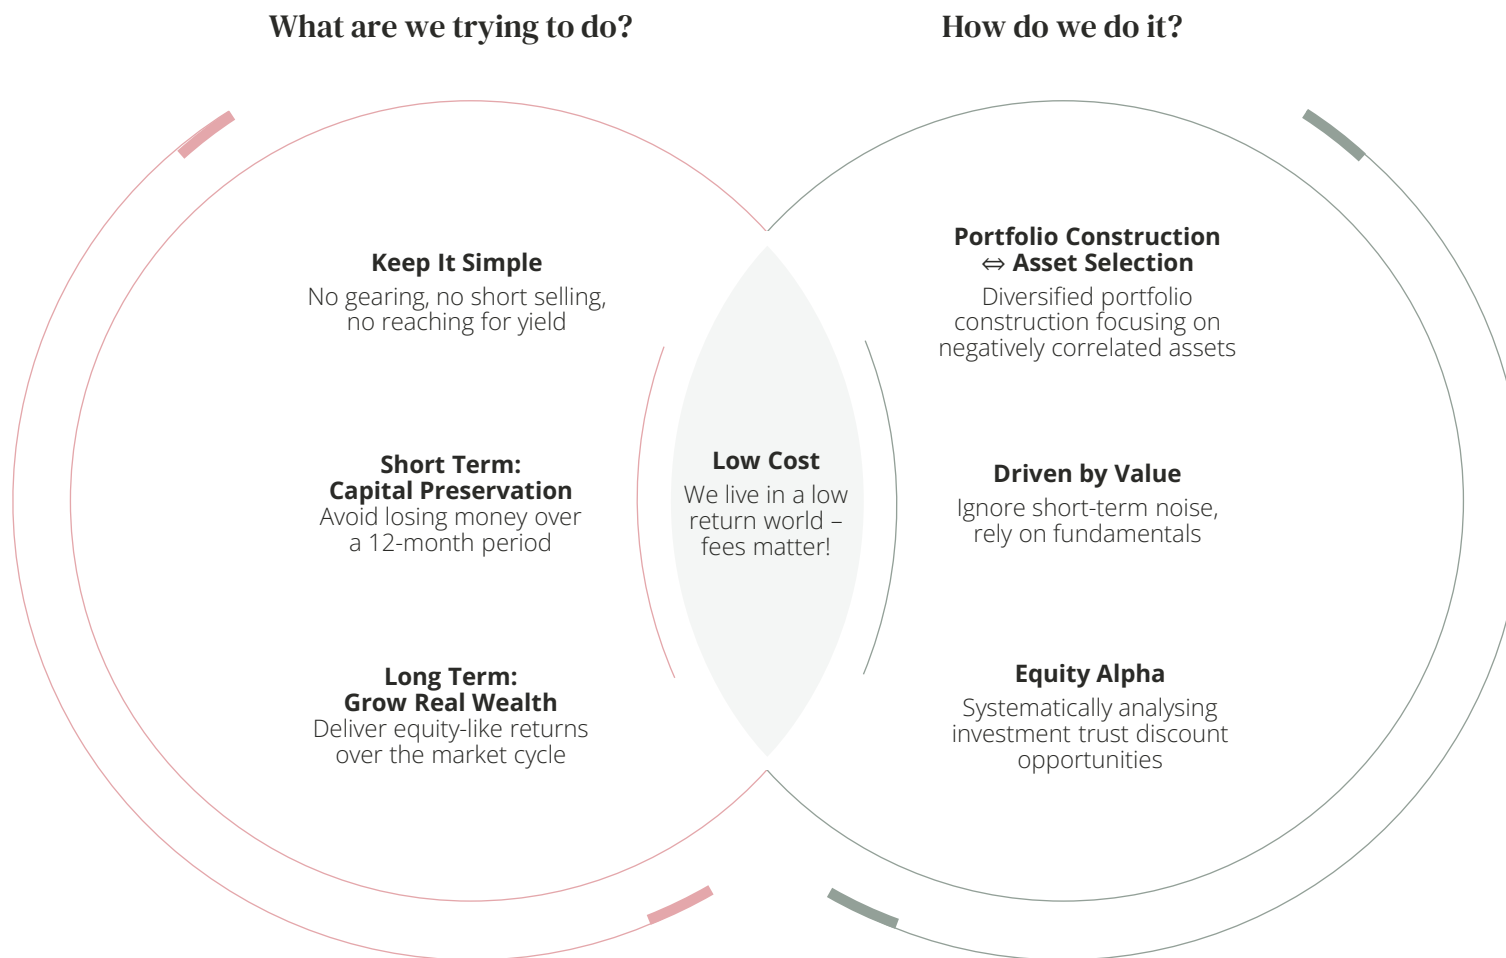 What are we trying to do?
Keep It Simple
No gearing, no short selling,
no reaching for yield
Short Term:
Capital Preservation
Avoid losing money over
a 12-month period
Long Term:
Grow Real Wealth
Deliver equity-like returns
over the market cycle
Low Cost
We live in a low
return world –
fees matter!
How do we do it?
Portfolio Construction
⇔ Asset Selection
Diversified portfolio
construction focusing on
negatively correlated assets
Driven by Value
Ignore short-term noise,
rely on fundamentals
Equity Alpha
Systematically analysing
investment trust discount
opportunities